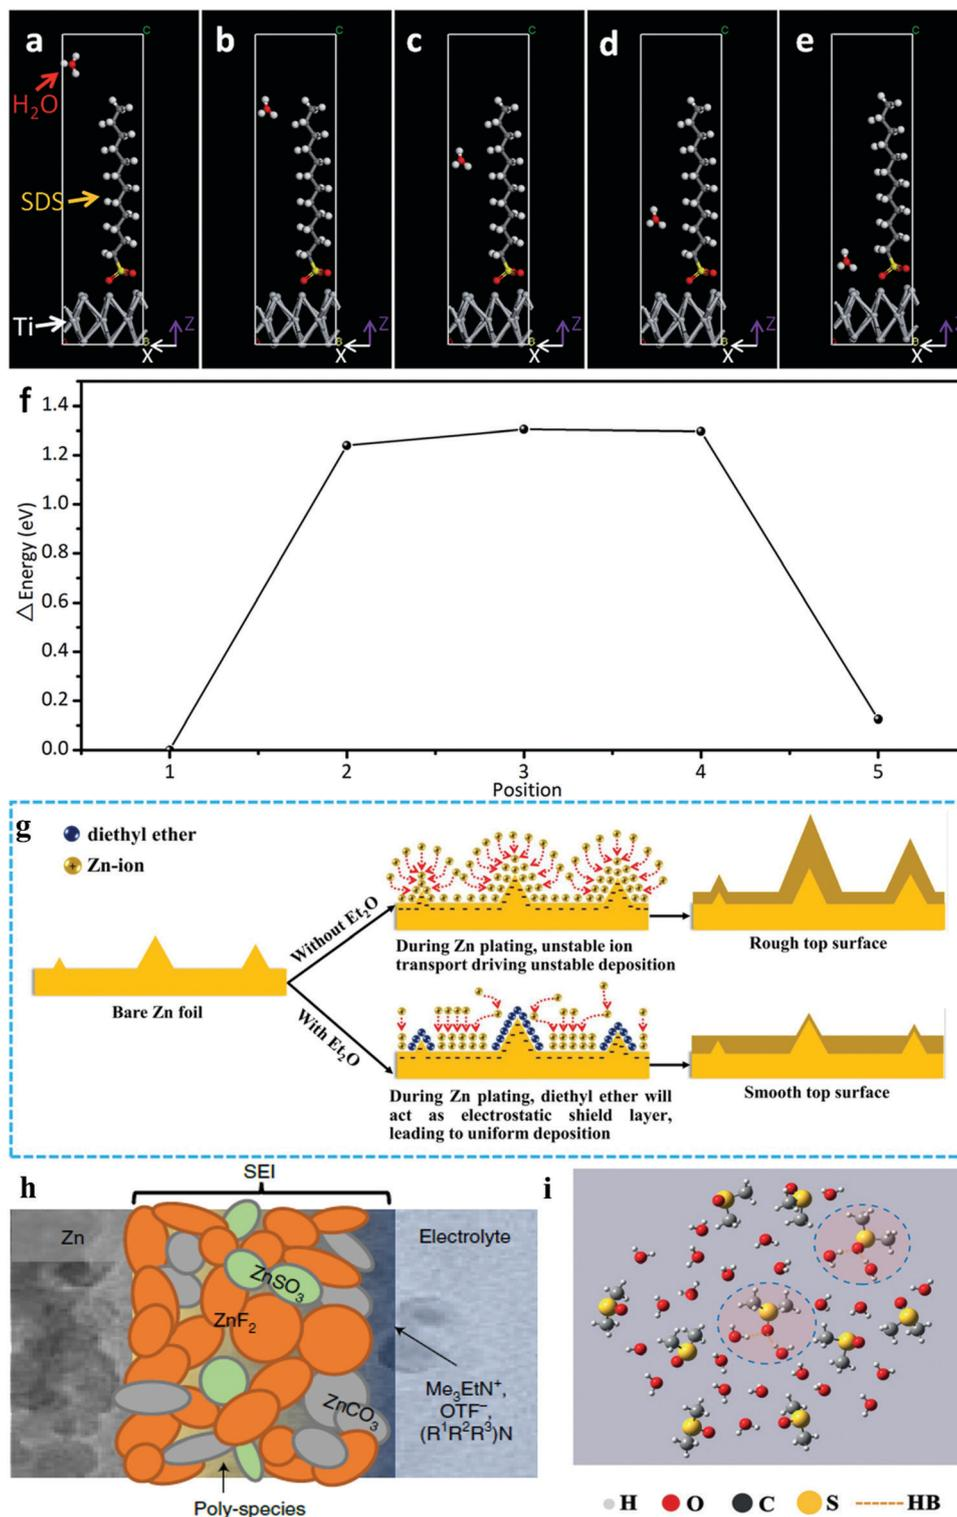 a
b
c
d
e
C
C
C
C
C
H₂O
SDS
Ti
Z
Z
Z
Z
Z
B
B
B
B
B
X
X
X
X
X
f
1.4
1.2
1.0
0.8
0.6
0.4
0.2
0.0
△Energy (eV)
1
2
3
4
5
Position
g
diethyl ether
Zn-ion
Bare Zn foil
Without Et₂O
With Et₂O
During Zn plating, unstable ion
transport driving unstable deposition
Rough top surface
During Zn plating, diethyl ether will
act as electrostatic shield layer,
leading to uniform deposition
Smooth top surface
h
SEI
Zn
Electrolyte
ZnSO₃
ZnF₂
ZnCO₃
Me₃EtN⁺,
OTF⁻,
(R¹R²R³)N
Poly-species
i
H O C S HB